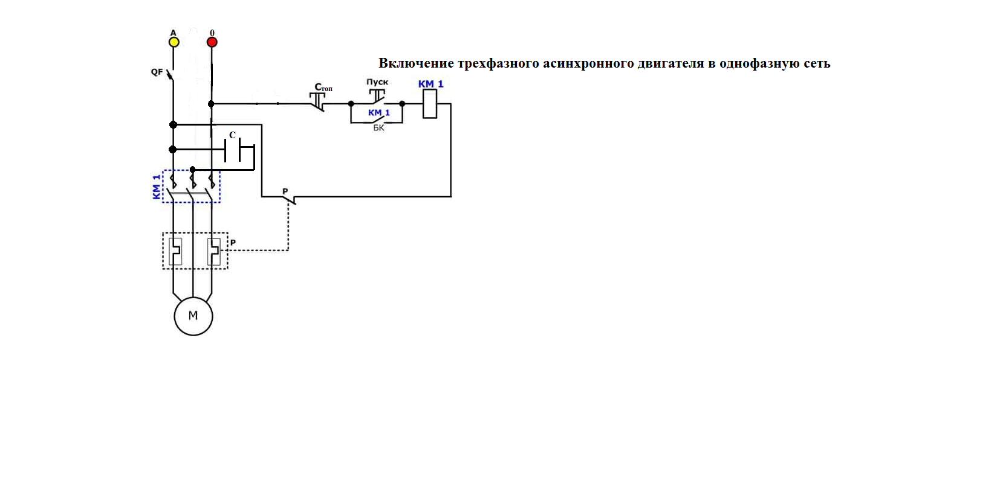 A 0
Включение трехфазного асинхронного двигателя в однофазную сеть
QF
Стоп
Пуск
КМ 1
КМ 1
БК
С
КМ 1
Р
Р
М